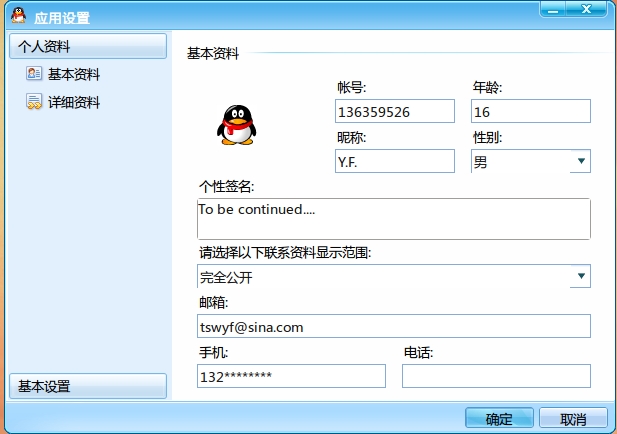 应用设置
个人资料
基本资料
详细资料
基本设置
基本资料
帐号: 年龄:
136359526 16
昵称: 性别:
Y.F. 男
个性签名:
To be continued....
请选择以下联系资料显示范围:
完全公开
邮箱:
tswyf@sina.com
手机: 电话:
132********
确定 取消